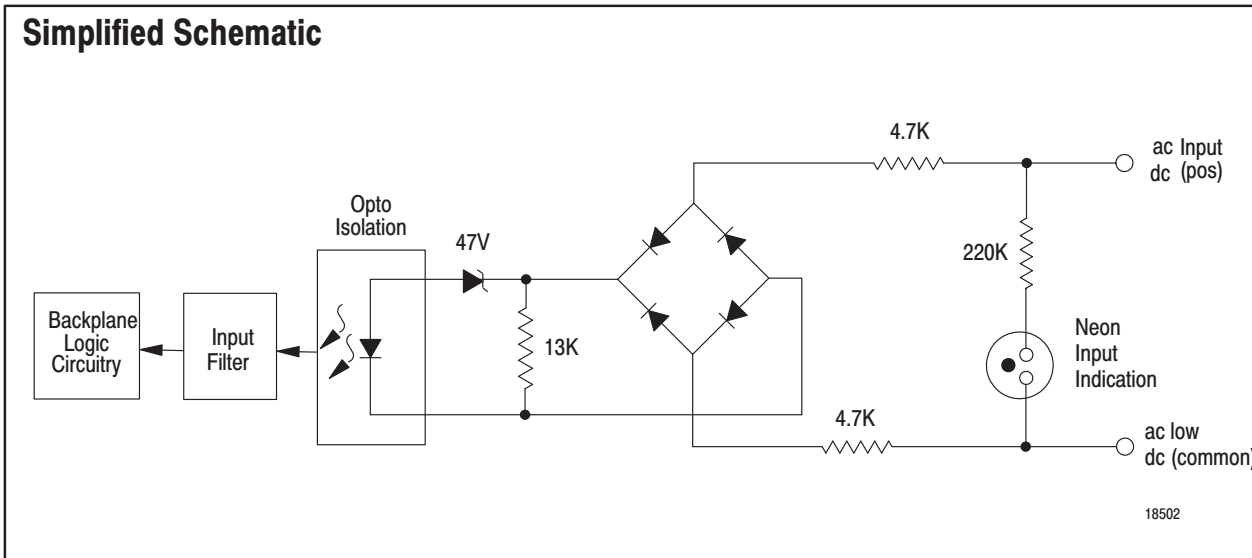 Simplified Schematic
4.7K
ac Input
dc (pos)
Opto
Isolation
47V
220K
Backplane
Logic
Circuitry
Input
Filter
13K
Neon
Input
Indication
4.7K
ac low
dc (common)
18502